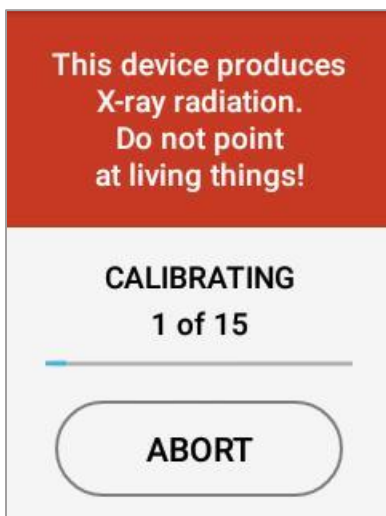 This device produces
X-ray radiation.
Do not point
at living things!
CALIBRATING
1 of 15
ABORT